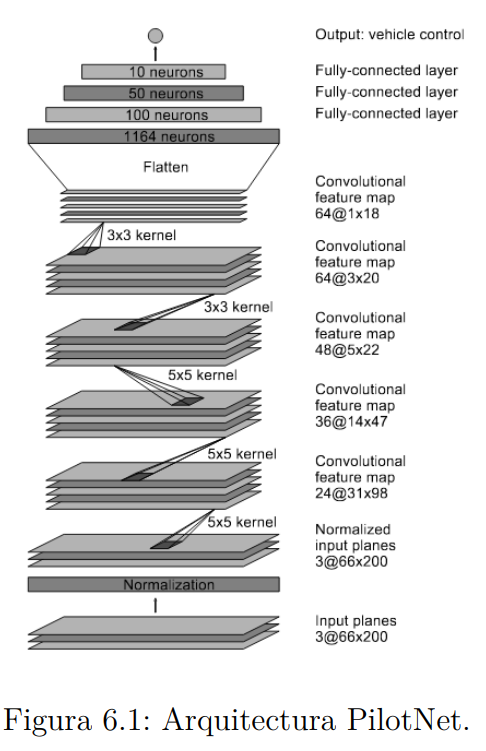 Output: vehicle control
10 neurons
Fully-connected layer
50 neurons
Fully-connected layer
100 neurons
Fully-connected layer
1164 neurons
Flatten
Convolutional
feature map
64@1x18
3x3 kernel
Convolutional
feature map
64@3x20
3x3 kernel
Convolutional
feature map
48@5x22
5x5 kernel
Convolutional
feature map
36@14x47
5x5 kernel
Convolutional
feature map
24@31x98
5x5 kernel
Normalized
input planes
3@66x200
Normalization
Input planes
3@66x200
Figura 6.1: Arquitectura PilotNet.